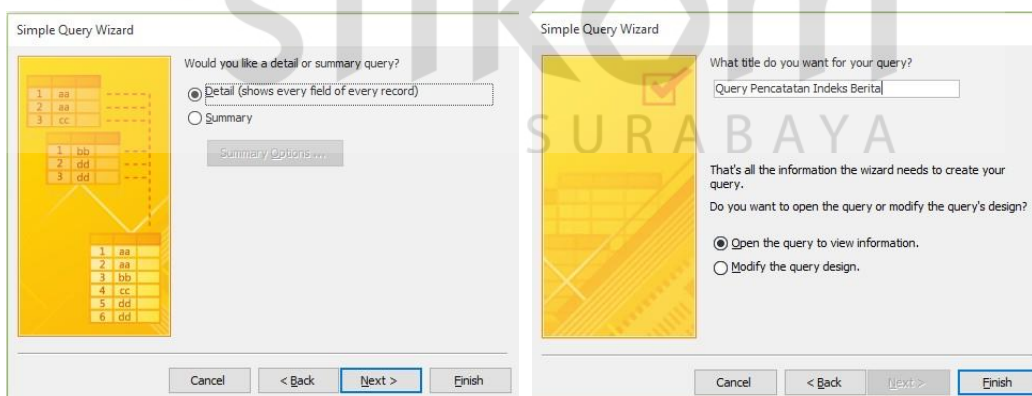 Simple Query Wizard
Would you like a detail or summary query?
Detail (shows every field of every record)
Summary
Summary Options ...
1 aa
2 aa
3 cc
1 bb
2 dd
3 dd
1 aa
2 aa
3 bb
4 cc
5 dd
6 dd
Cancel
< Back
Next >
Finish
Simple Query Wizard
What title do you want for your query?
Query Pencatatan Indeks Berita
SURABAYA
That's all the information the wizard needs to create your
query.
Do you want to open the query or modify the query's design?
Open the query to view information.
Modify the query design.
Cancel
< Back
Next >
Finish